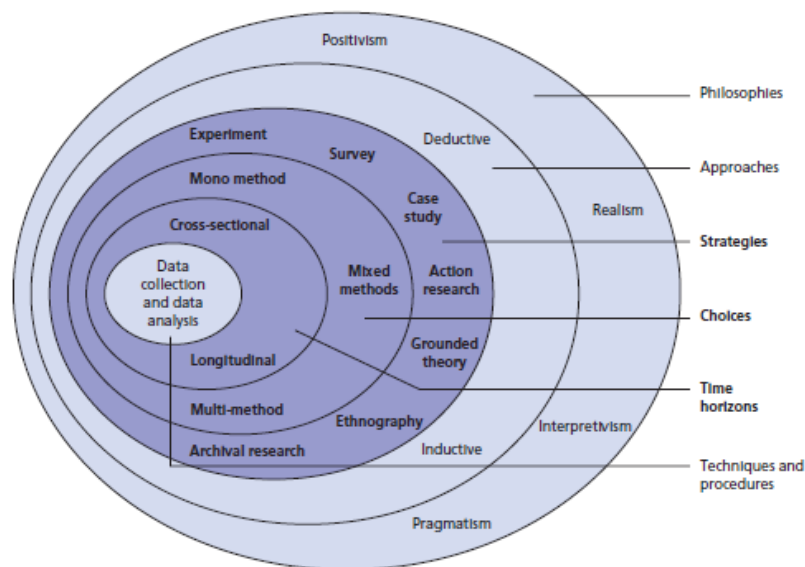 Positivism
Philosophies
Experiment
Deductive
Survey
Approaches
Mono method
Case
study
Realism
Cross-sectional
Strategies
Data
collection
and data
analysis
Mixed
methods
Action
research
Choices
Grounded
theory
Longitudinal
Time
horizons
Multi-method
Ethnography
Interpretivism
Archival research
Inductive
Techniques and
procedures
Pragmatism